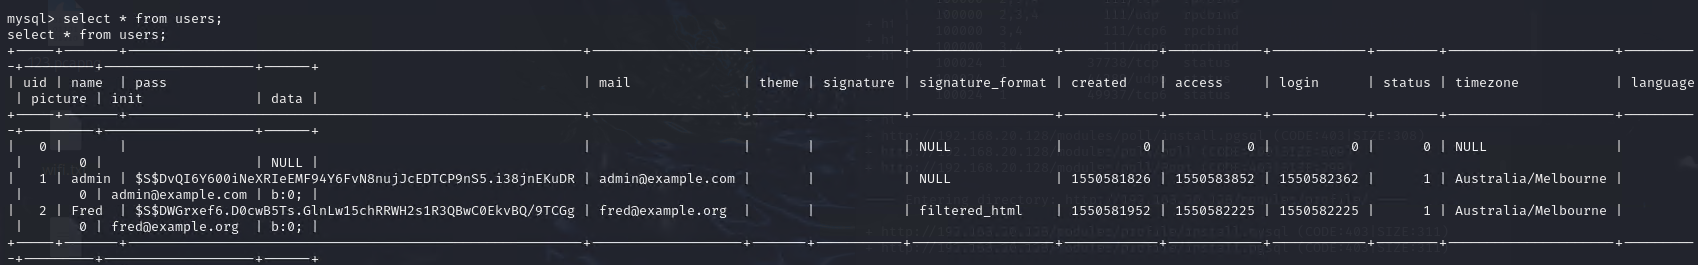 mysql> select * from users;
select * from users;
| uid | name | pass | mail | theme | signature | signature_format | created | access | login | status | timezone | language
| picture | init | data |
| 0 | | | | | | NULL | 0 | 0 | 0 | 0 | NULL |
| 0 | | NULL |
| 1 | admin | $S$DvQI6Y600iNeXRIeEMF94Y6FvN8nujJcEDTCP9nS5.i38jnEKuDR | admin@example.com | | | NULL | 1550581826 | 1550583852 | 1550582362 | 1 | Australia/Melbourne |
| 0 | admin@example.com | b:0; |
| 2 | Fred | $S$DWGrxef6.D0cwB5Ts.GlnLw15chRRWH2s1R3QBwC0EkvBQ/9TCGg | fred@example.org | | | filtered_html | 1550581952 | 1550582225 | 1550582225 | 1 | Australia/Melbourne |
| 0 | fred@example.org | b:0; |